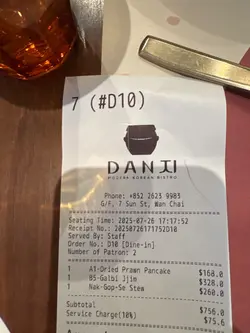 7 (#D10)
DANJI
MODERN KOREAN BISTRO
Phone: +852 2623 9983
G/F, 7 Sun St, Wan Chai
Seating Time: 2025-07-26 17:17:52
Receipt No.: 20250726171752D10
Served By: Staff
Order No.: D10 [Dine-in]
Number of Patron: 2
1 A1-Dried Prawn Pancake $168.0
1 B5-Galbi Jjim $328.0
1 Nak-Gop-Se Stew $260.0
Subtotal $756.0
Service Charge(10%) $75.6